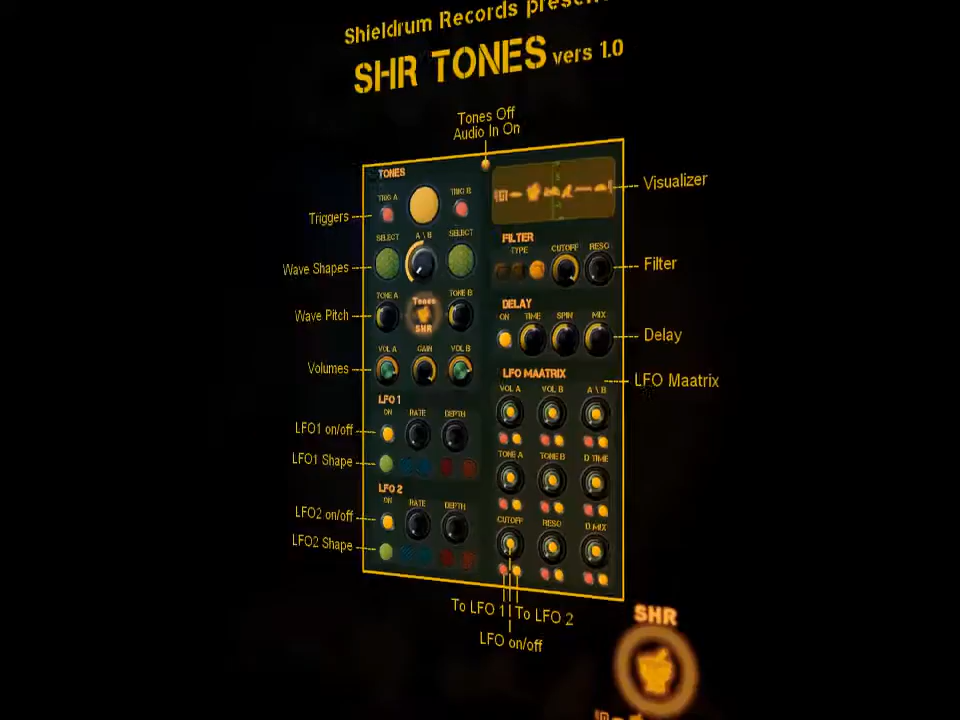 Shieldrum Records
SHR TONES vers 1.0
Tones Off
Audio In On
TONES
TRIG A
TRIG B
Triggers
SELECT
A \ B
SELECT
Wave Shapes
TONE A
TONE B
Tones
SHR
Wave Pitch
VOL A
GAIN
VOL B
Volumes
LFO 1
ON
RATE
DEPTH
LFO1 on/off
LFO1 Shape
LFO 2
ON
RATE
DEPTH
LFO2 on/off
LFO2 Shape
Visualizer
FILTER
TYPE
CUTOFF
RESO
Filter
DELAY
ON
TIME
SPIN
MIX
Delay
LFO MAATRIX
LFO Maatrix
VOL A
VOL B
A \ B
TONE A
TONE B
D TIME
CUTOFF
RESO
D MIX
To LFO 1
To LFO 2
LFO on/off
SHR